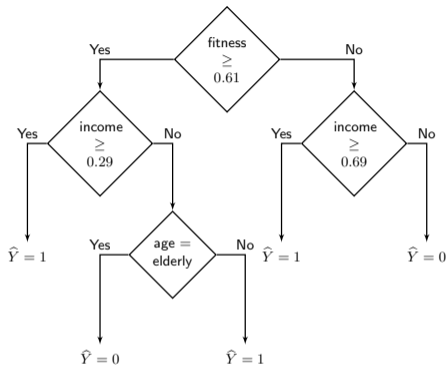 fitness
≥
0.61
Yes
No
income
≥
0.29
Yes
No
income
≥
0.69
Yes
No
Ŷ = 1
age =
elderly
Yes
No
Ŷ = 1
Ŷ = 0
Ŷ = 0
Ŷ = 1